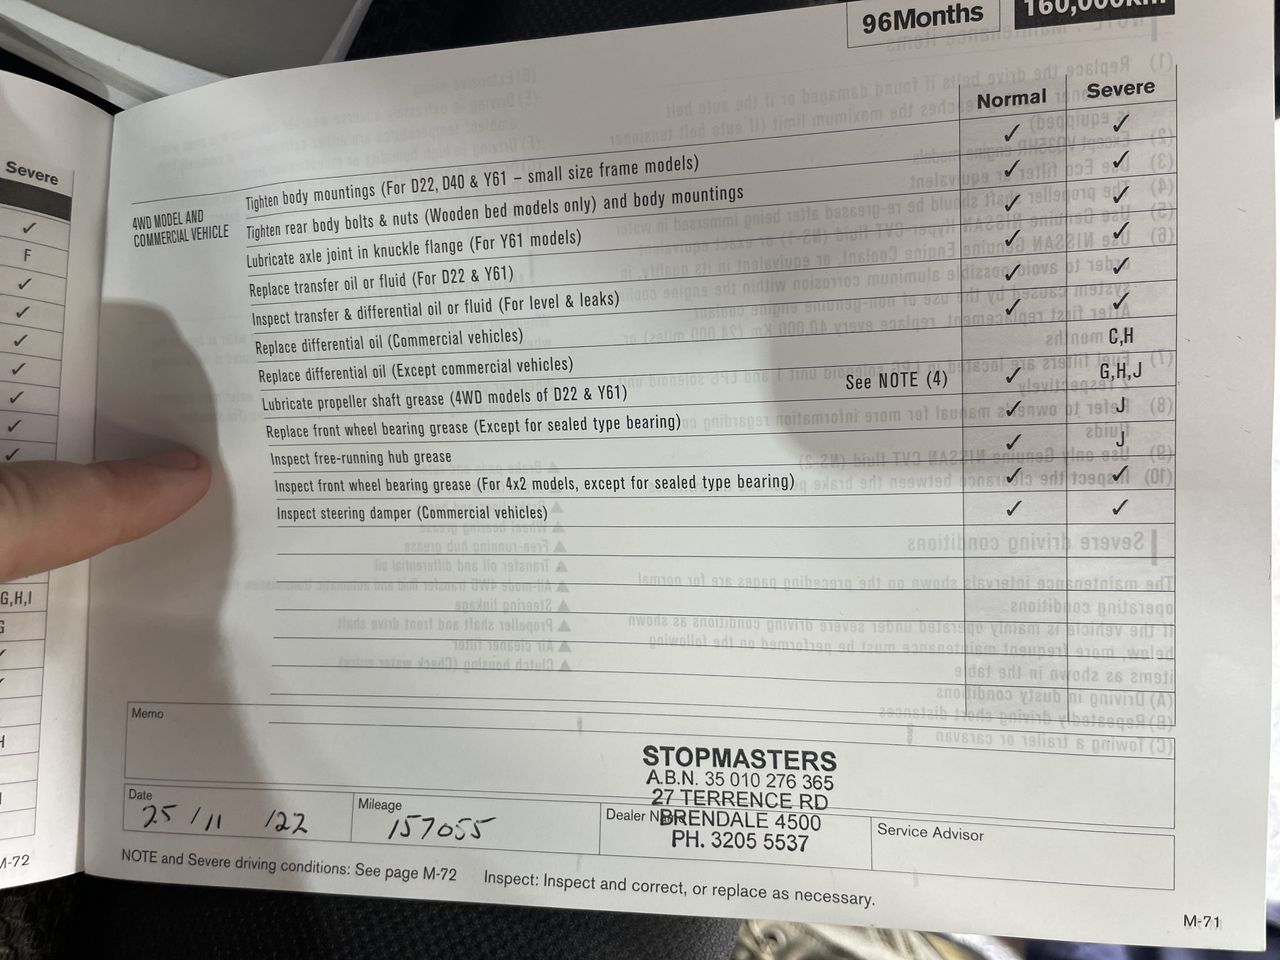 96Months
160,000km
Normal Severe
4WD MODEL AND
COMMERCIAL VEHICLE
Tighten body mountings (For D22, D40 & Y61 – small size frame models) ✓ ✓
Tighten rear body bolts & nuts (Wooden bed models only) and body mountings ✓ ✓
Lubricate axle joint in knuckle flange (For Y61 models) ✓ ✓
Replace transfer oil or fluid (For D22 & Y61) ✓
Inspect transfer & differential oil or fluid (For level & leaks) ✓ ✓
Replace differential oil (Commercial vehicles) ✓ ✓
Replace differential oil (Except commercial vehicles) C,H
Lubricate propeller shaft grease (4WD models of D22 & Y61) See NOTE (4) ✓ G,H,J
Replace front wheel bearing grease (Except for sealed type bearing) ✓ J
Inspect free-running hub grease ✓ J
Inspect front wheel bearing grease (For 4x2 models, except for sealed type bearing) ✓ ✓
Inspect steering damper (Commercial vehicles) ✓ ✓
Memo
STOPMASTERS
A.B.N. 35 010 276 365
27 TERRENCE RD
BRENDALE 4500
PH. 3205 5537
Date
25 / 11 / 22
Mileage
157055
Dealer
Service Advisor
NOTE and Severe driving conditions: See page M-72 Inspect: Inspect and correct, or replace as necessary.
M-71
Severe
✓
F
✓
✓
✓
✓
✓
✓
✓
G,H,I
M-72